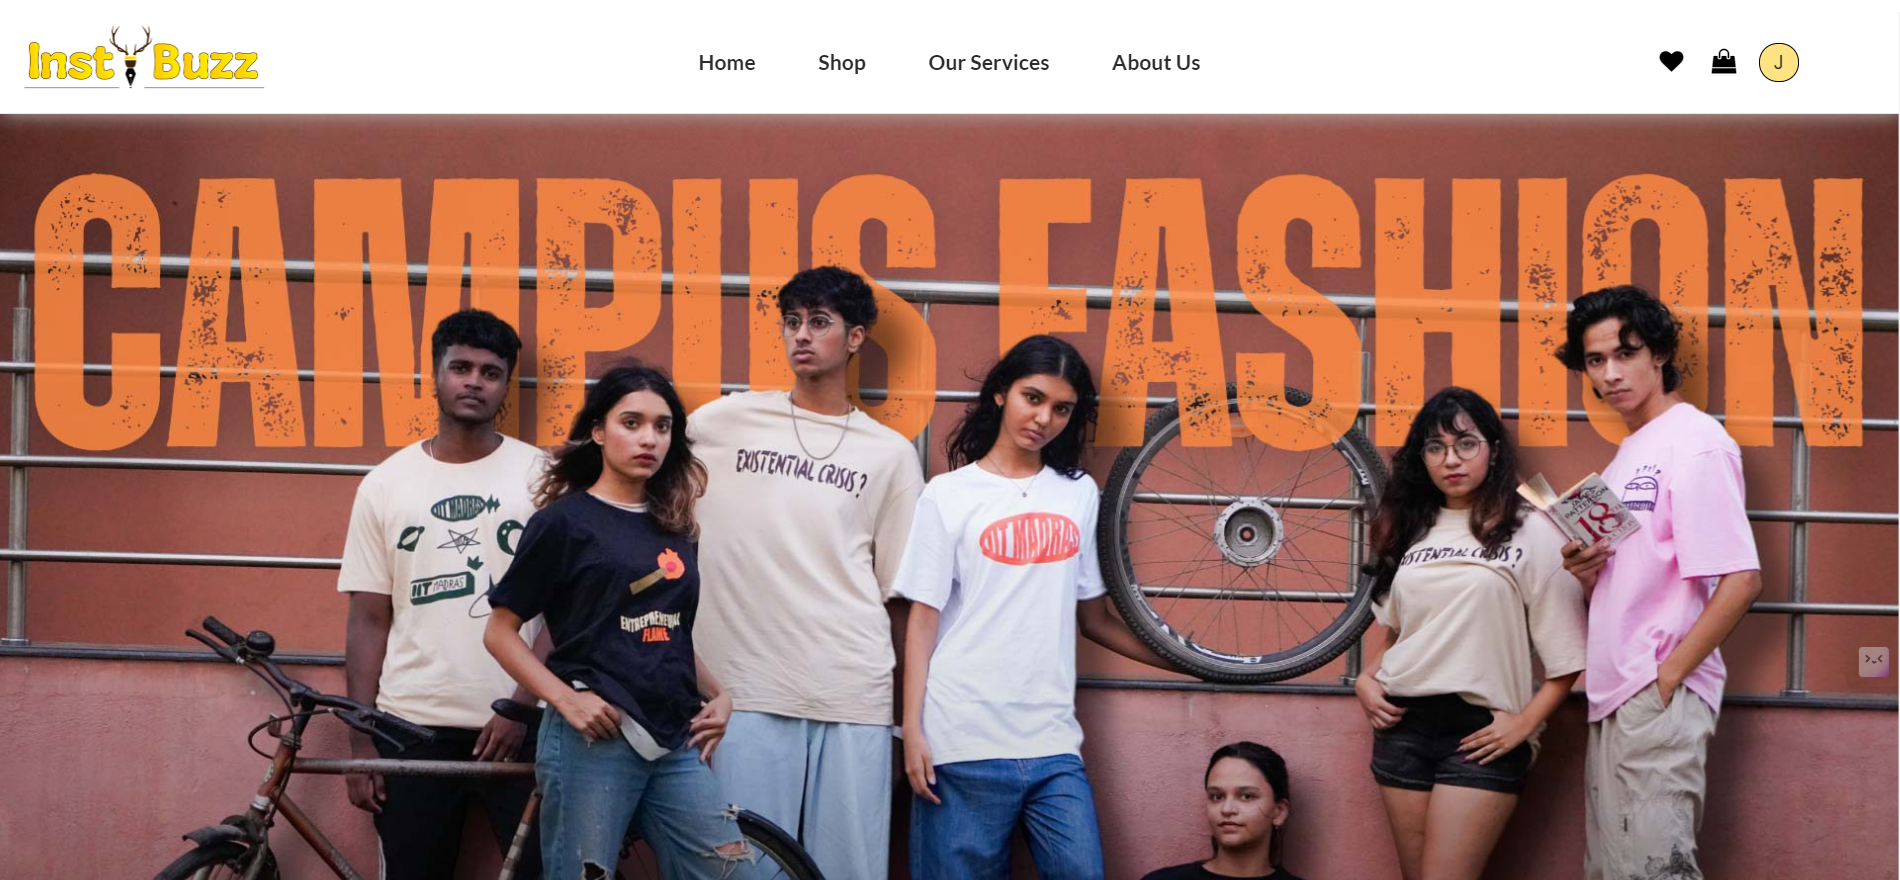 Inst Buzz
Home
Shop
Our Services
About Us
J
CAMPUS FASHION
EXISTENTIAL CRISIS ?
IIT MADRAS
IIT MADRAS
IIT MADRAS
ENTREPRENEURIAL
FLAME
EXISTENTIAL CRISIS ?
PATTERSON
18